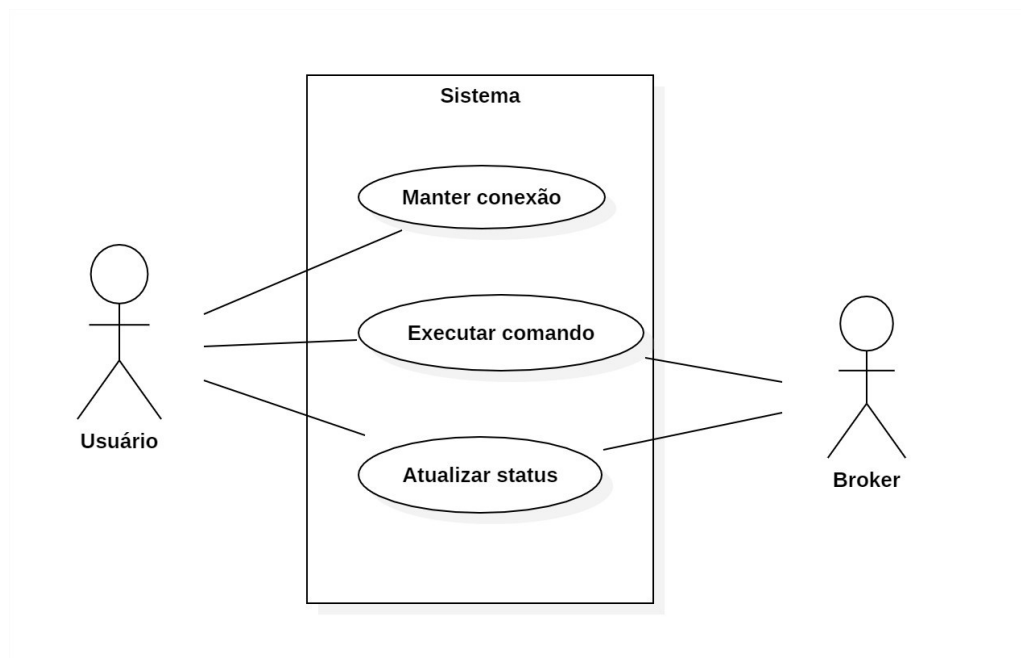 Sistema
Manter conexão
Executar comando
Atualizar status
Usuário
Broker